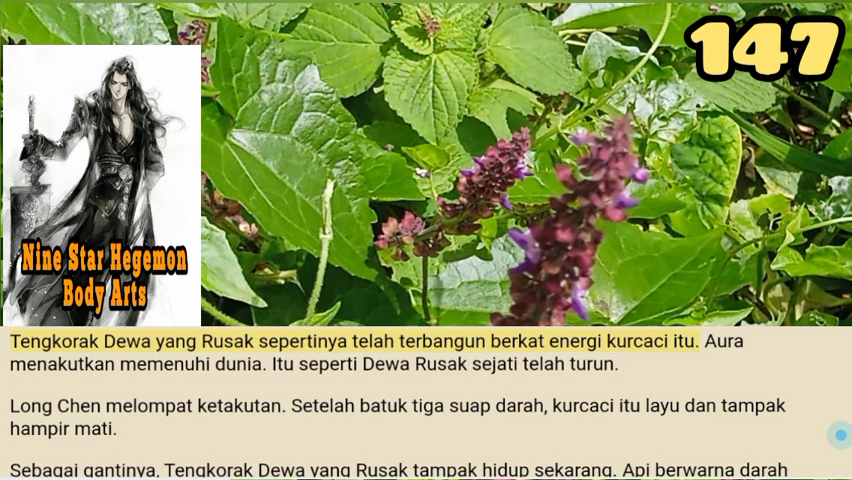 147
Nine Star Hegemon
Body Arts
Tengkorak Dewa yang Rusak sepertinya telah terbangun berkat energi kurcaci itu. Aura
menakutkan memenuhi dunia. Itu seperti Dewa Rusak sejati telah turun.
Long Chen melompat ketakutan. Setelah batuk tiga suap darah, kurcaci itu layu dan tampak
hampir mati.
Sebagai gantinya, Tengkorak Dewa yang Rusak tampak hidup sekarang. Api berwarna darah